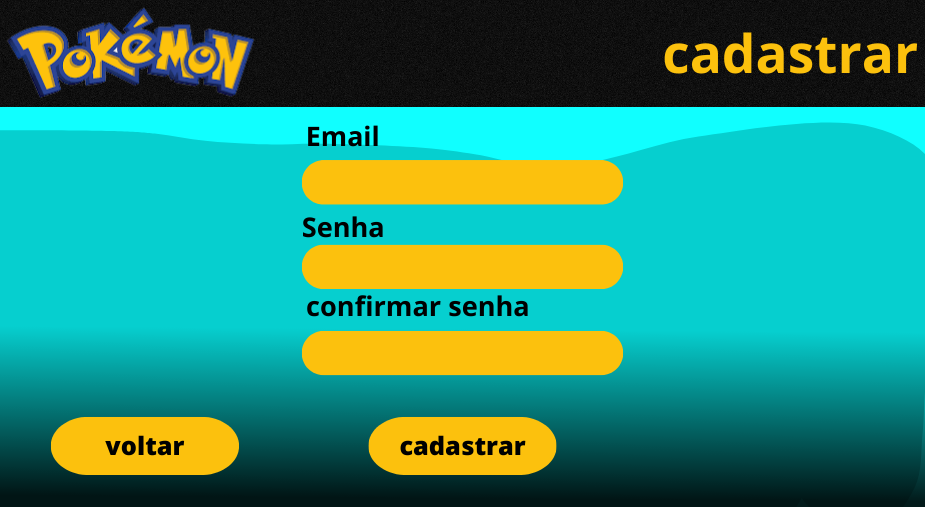 POKéMON
cadastrar
Email
Senha
confirmar senha
voltar
cadastrar